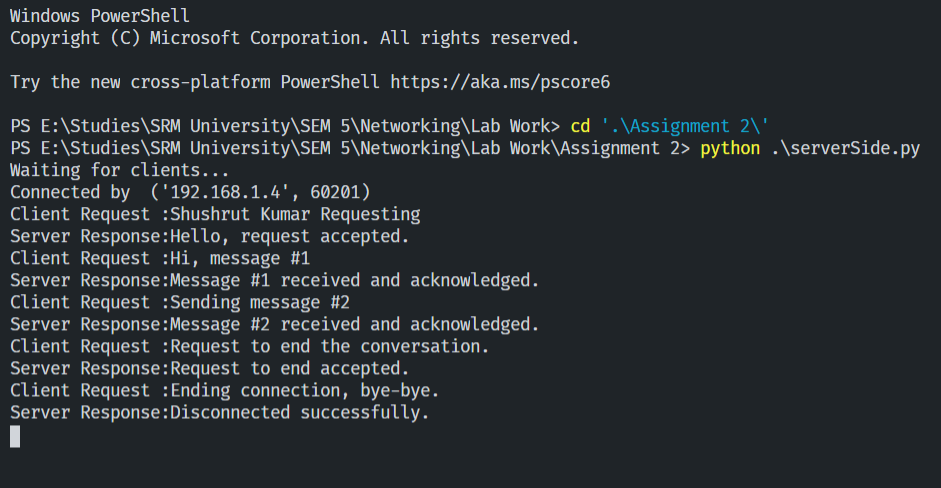 Windows PowerShell
Copyright (C) Microsoft Corporation. All rights reserved.
Try the new cross-platform PowerShell https://aka.ms/pscore6
PS E:\Studies\SRM University\SEM 5\Networking\Lab Work> cd '.\Assignment 2\'
PS E:\Studies\SRM University\SEM 5\Networking\Lab Work\Assignment 2> python .\serverSide.py
Waiting for clients...
Connected by  ('192.168.1.4', 60201)
Client Request :Shushrut Kumar Requesting
Server Response:Hello, request accepted.
Client Request :Hi, message #1
Server Response:Message #1 received and acknowledged.
Client Request :Sending message #2
Server Response:Message #2 received and acknowledged.
Client Request :Request to end the conversation.
Server Response:Request to end accepted.
Client Request :Ending connection, bye-bye.
Server Response:Disconnected successfully.